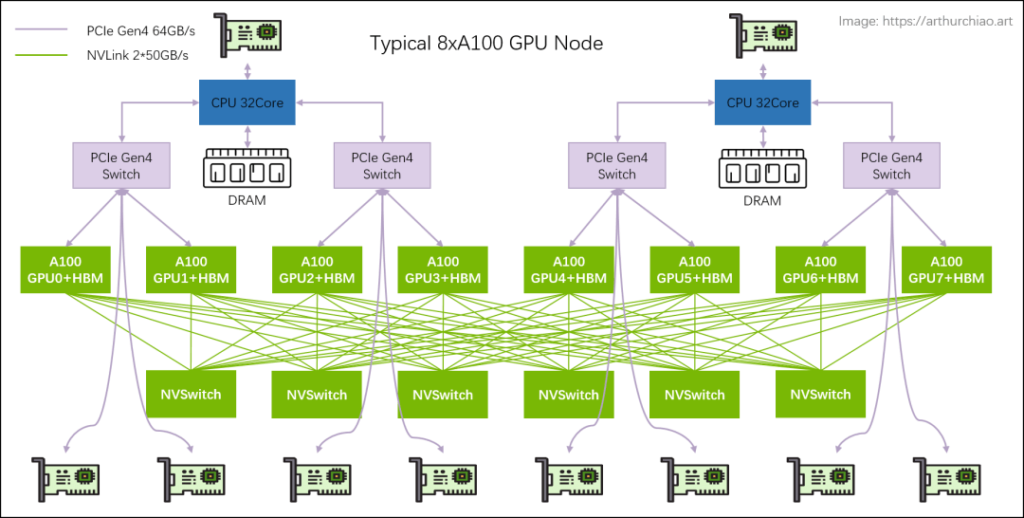 PCIe Gen4 64GB/s
NVLink 2*50GB/s
Typical 8xA100 GPU Node
Image: https://arthurchiao.art
CPU 32Core
CPU 32Core
PCIe Gen4
Switch
DRAM
PCIe Gen4
Switch
PCIe Gen4
Switch
DRAM
PCIe Gen4
Switch
A100
GPU0+HBM
A100
GPU1+HBM
A100
GPU2+HBM
A100
GPU3+HBM
A100
GPU4+HBM
A100
GPU5+HBM
A100
GPU6+HBM
A100
GPU7+HBM
NVSwitch
NVSwitch
NVSwitch
NVSwitch
NVSwitch
NVSwitch